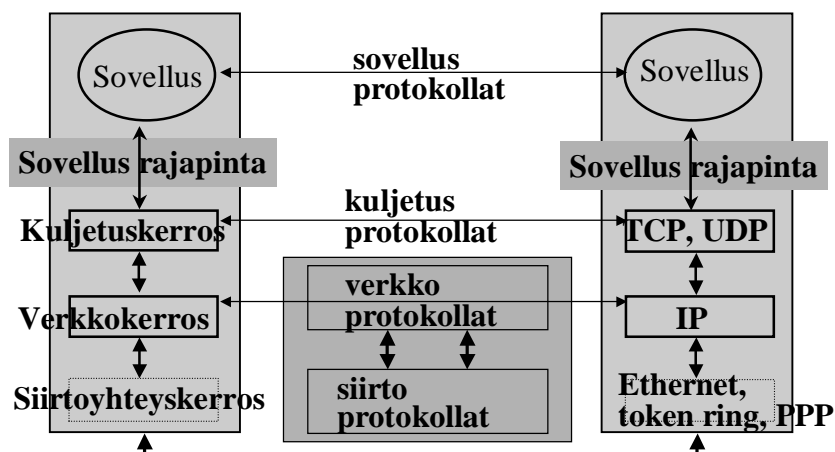 Sovellus
sovellus
protokollat
Sovellus
Sovellus rajapinta
Sovellus rajapinta
Kuljetuskerros
kuljetus
protokollat
TCP, UDP
Verkkokerros
verkko
protokollat
IP
Siirtoyhteyskerros
siirto
protokollat
Ethernet,
token ring, PPP